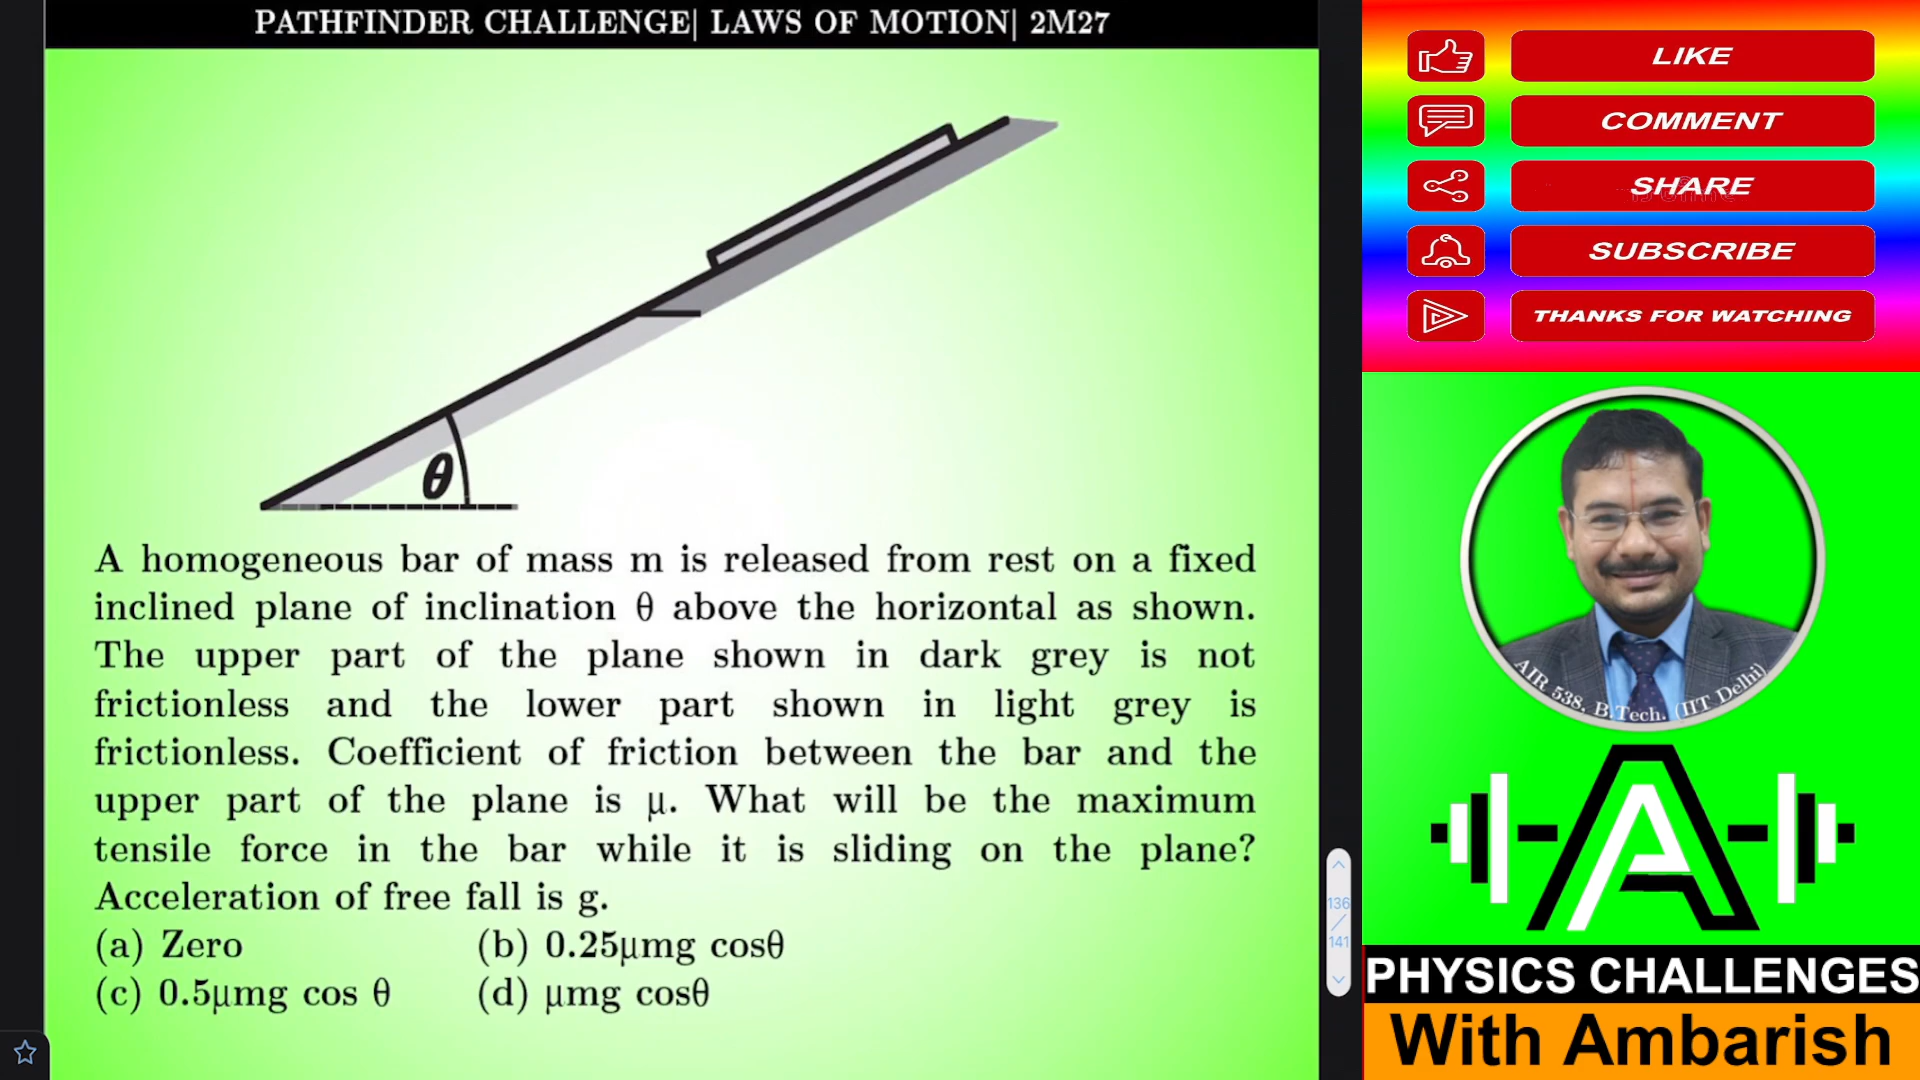 PATHFINDER CHALLENGE| LAWS OF MOTION| 2M27
θ
A homogeneous bar of mass m is released from rest on a fixed
inclined plane of inclination θ above the horizontal as shown.
The upper part of the plane shown in dark grey is not
frictionless and the lower part shown in light grey is
frictionless. Coefficient of friction between the bar and the
upper part of the plane is μ. What will be the maximum
tensile force in the bar while it is sliding on the plane?
Acceleration of free fall is g.
(a) Zero (b) 0.25μmg cosθ
(c) 0.5μmg cos θ (d) μmg cosθ
136
/
141
LIKE
COMMENT
SHARE
SUBSCRIBE
THANKS FOR WATCHING
AIR 538, B.Tech. (IIT Delhi)
A
PHYSICS CHALLENGES
With Ambarish